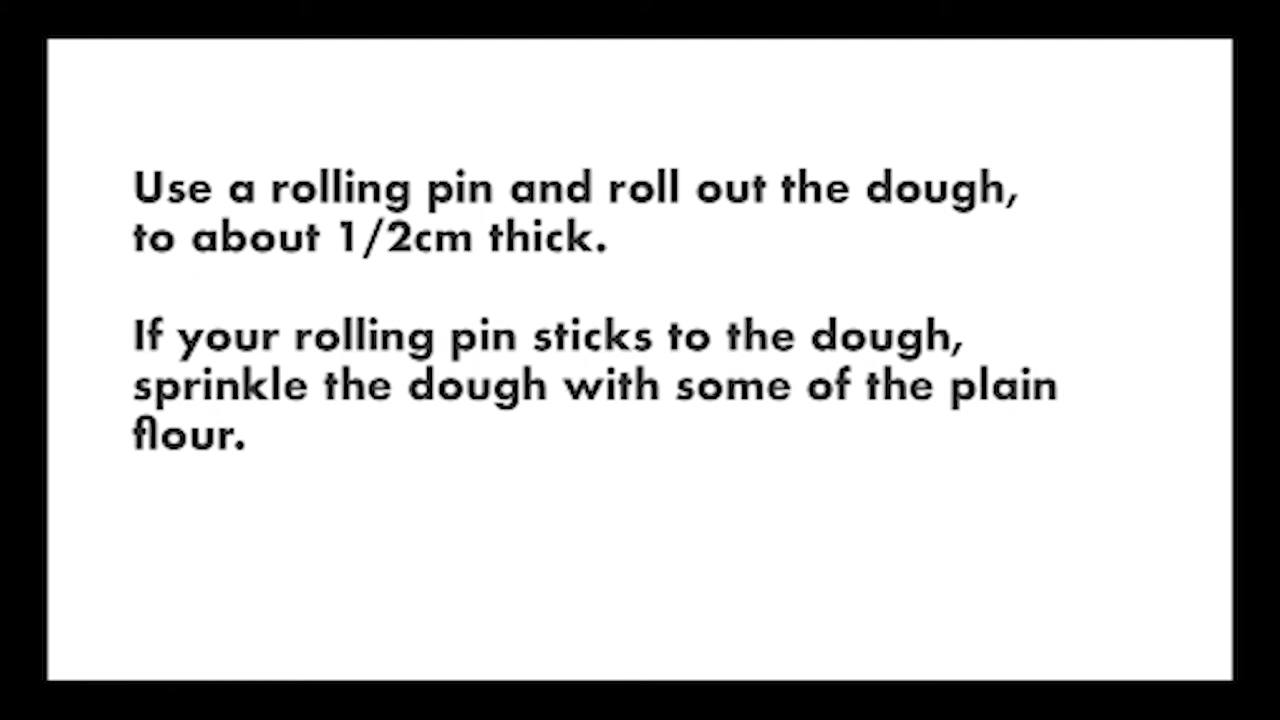 Use a rolling pin and roll out the dough,
to about 1/2cm thick.
If your rolling pin sticks to the dough,
sprinkle the dough with some of the plain
flour.